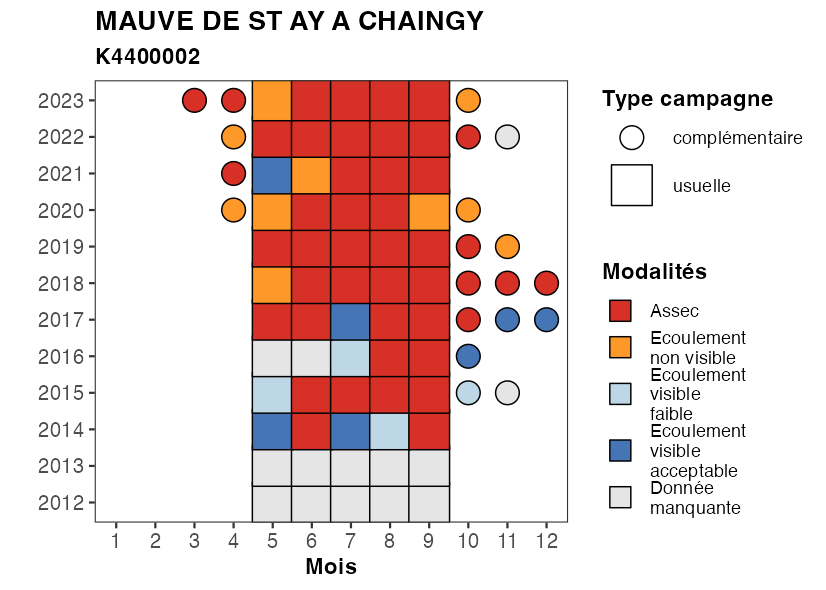 MAUVE DE ST AY A CHAINGY
K4400002
2023
2022
2021
2020
2019
2018
2017
2016
2015
2014
2013
2012
1 2 3 4 5 6 7 8 9 10 11 12
Mois
Type campagne
complémentaire
usuelle
Modalités
Assec
Ecoulement
non visible
Ecoulement
visible
faible
Ecoulement
visible
acceptable
Donnée
manquante